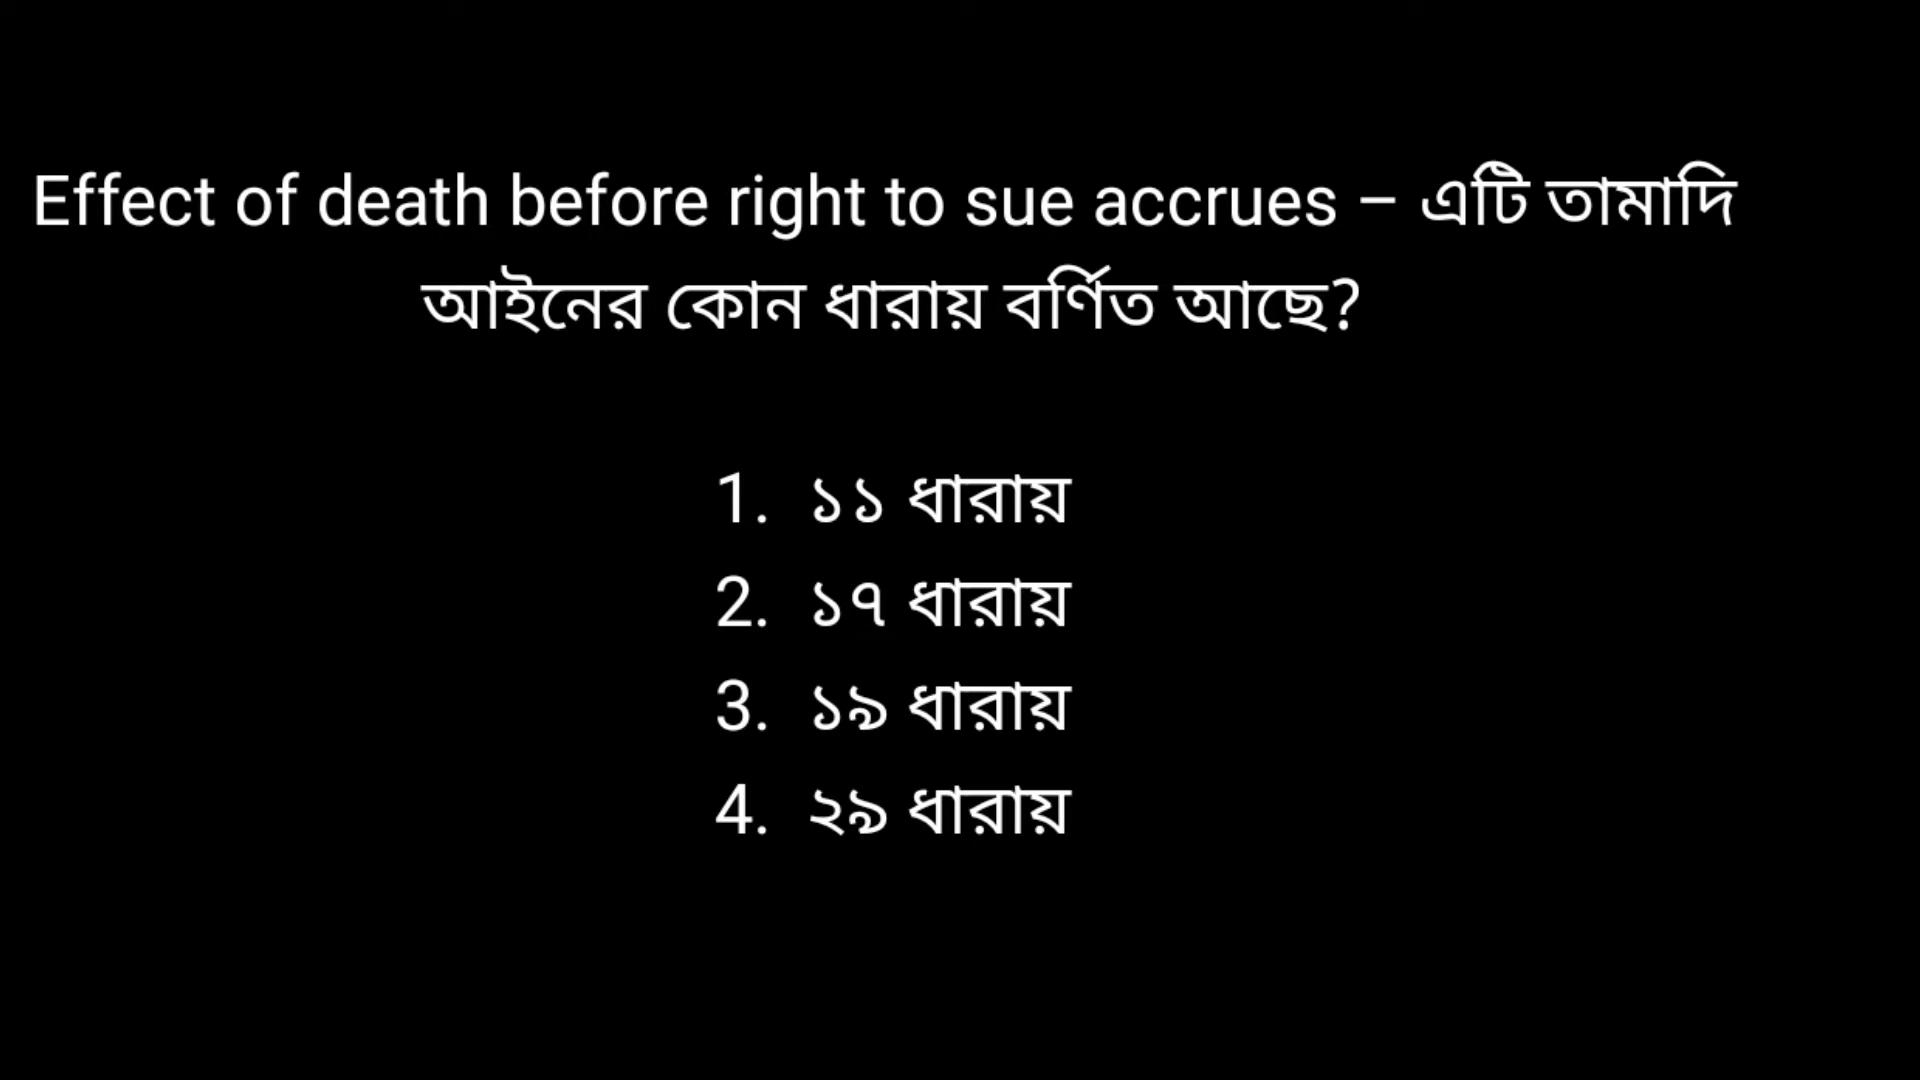 Effect of death before right to sue accrues – এটি তামাদি
আইনের কোন ধারায় বর্ণিত আছে?
1. ১১ ধারায়
2. ১৭ ধারায়
3. ১৯ ধারায়
4. ২৯ ধারায়